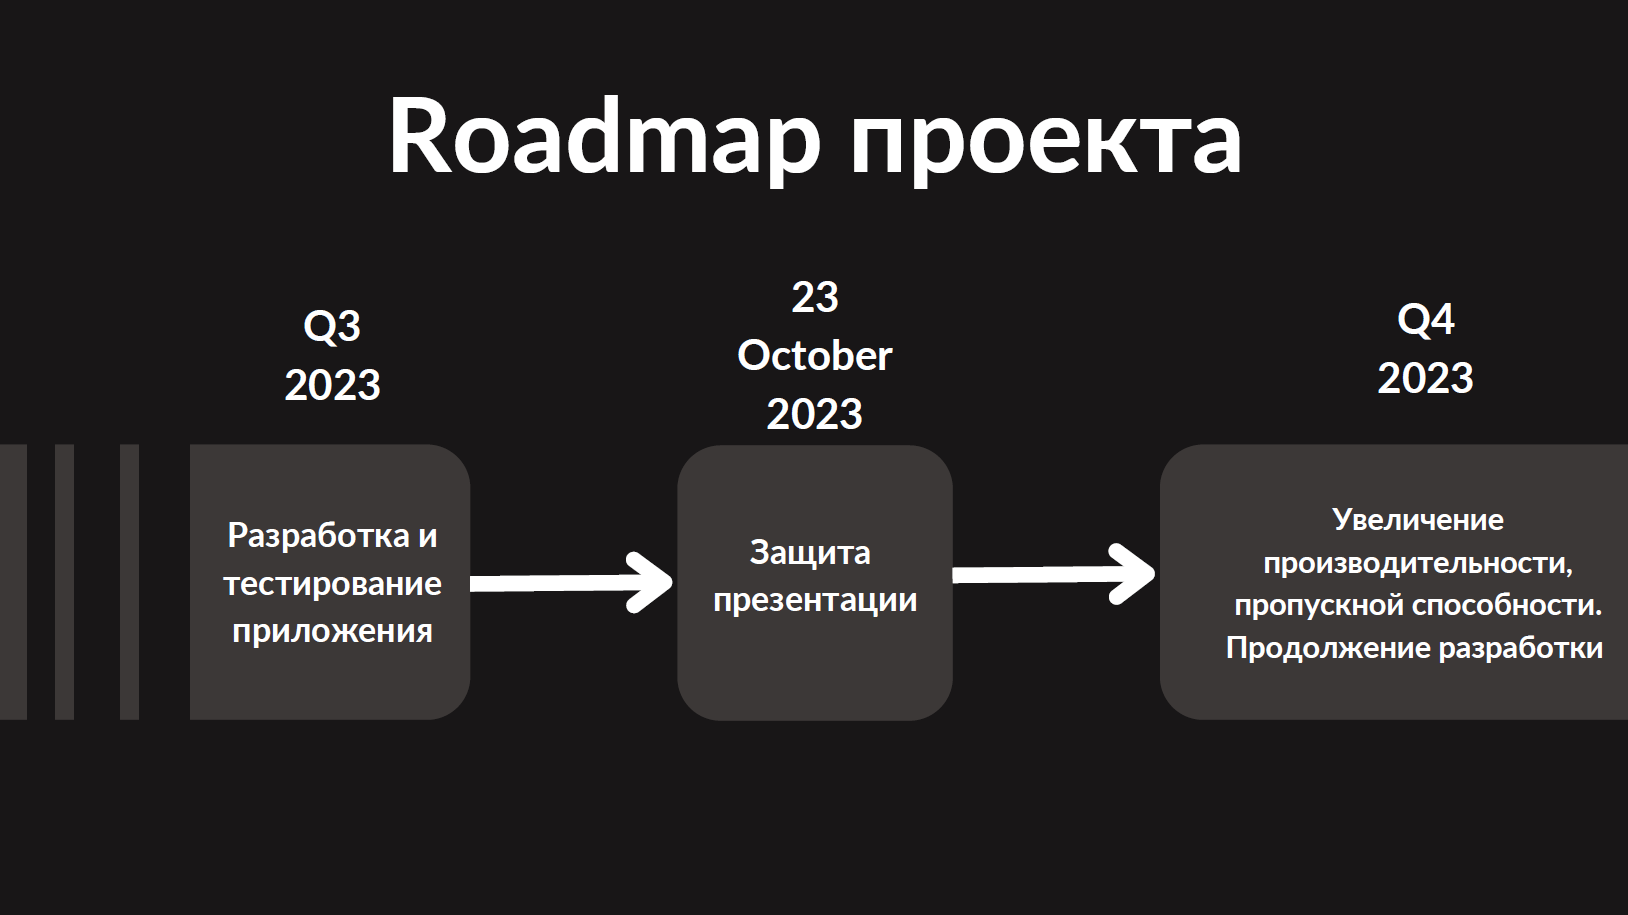 Roadmap проекта
Q3
2023
Разработка и
тестирование
приложения
23
October
2023
Защита
презентации
Q4
2023
Увеличение
производительности,
пропускной способности.
Продолжение разработки